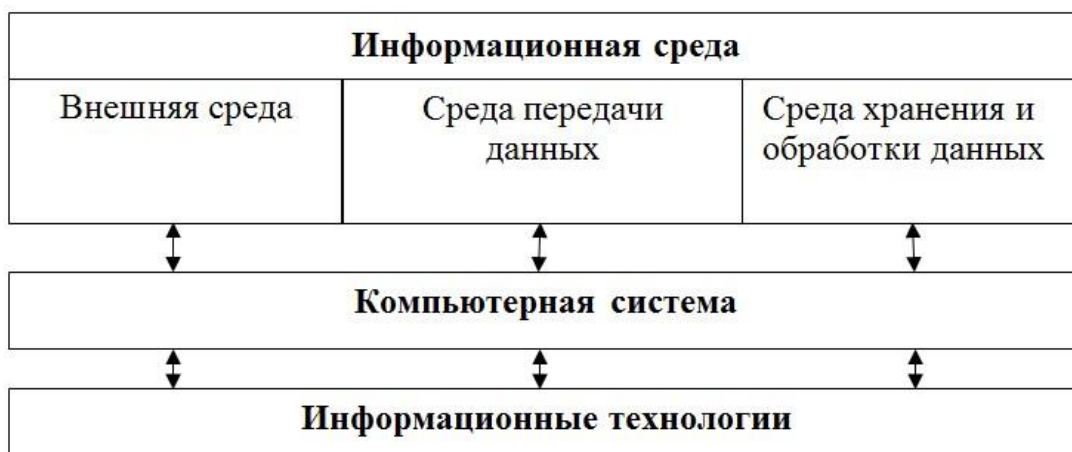 Информационная среда
Внешняя среда
Среда передачи
данных
Среда хранения и
обработки данных
Компьютерная система
Информационные технологии